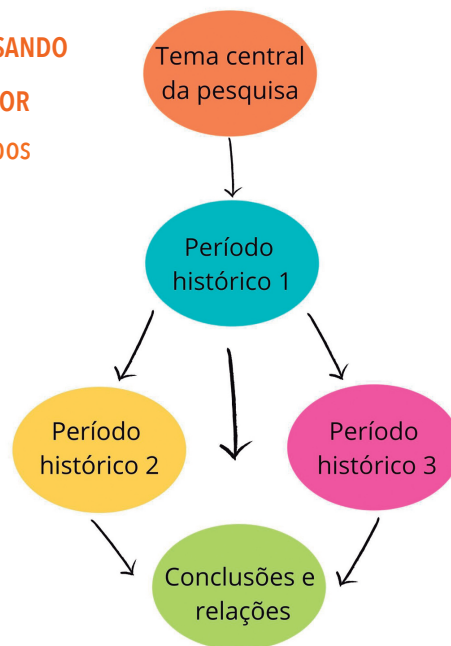 SANDO
OR
DOS
Tema central
da pesquisa
Período
histórico 1
Período
histórico 2
Período
histórico 3
Conclusões e
relações